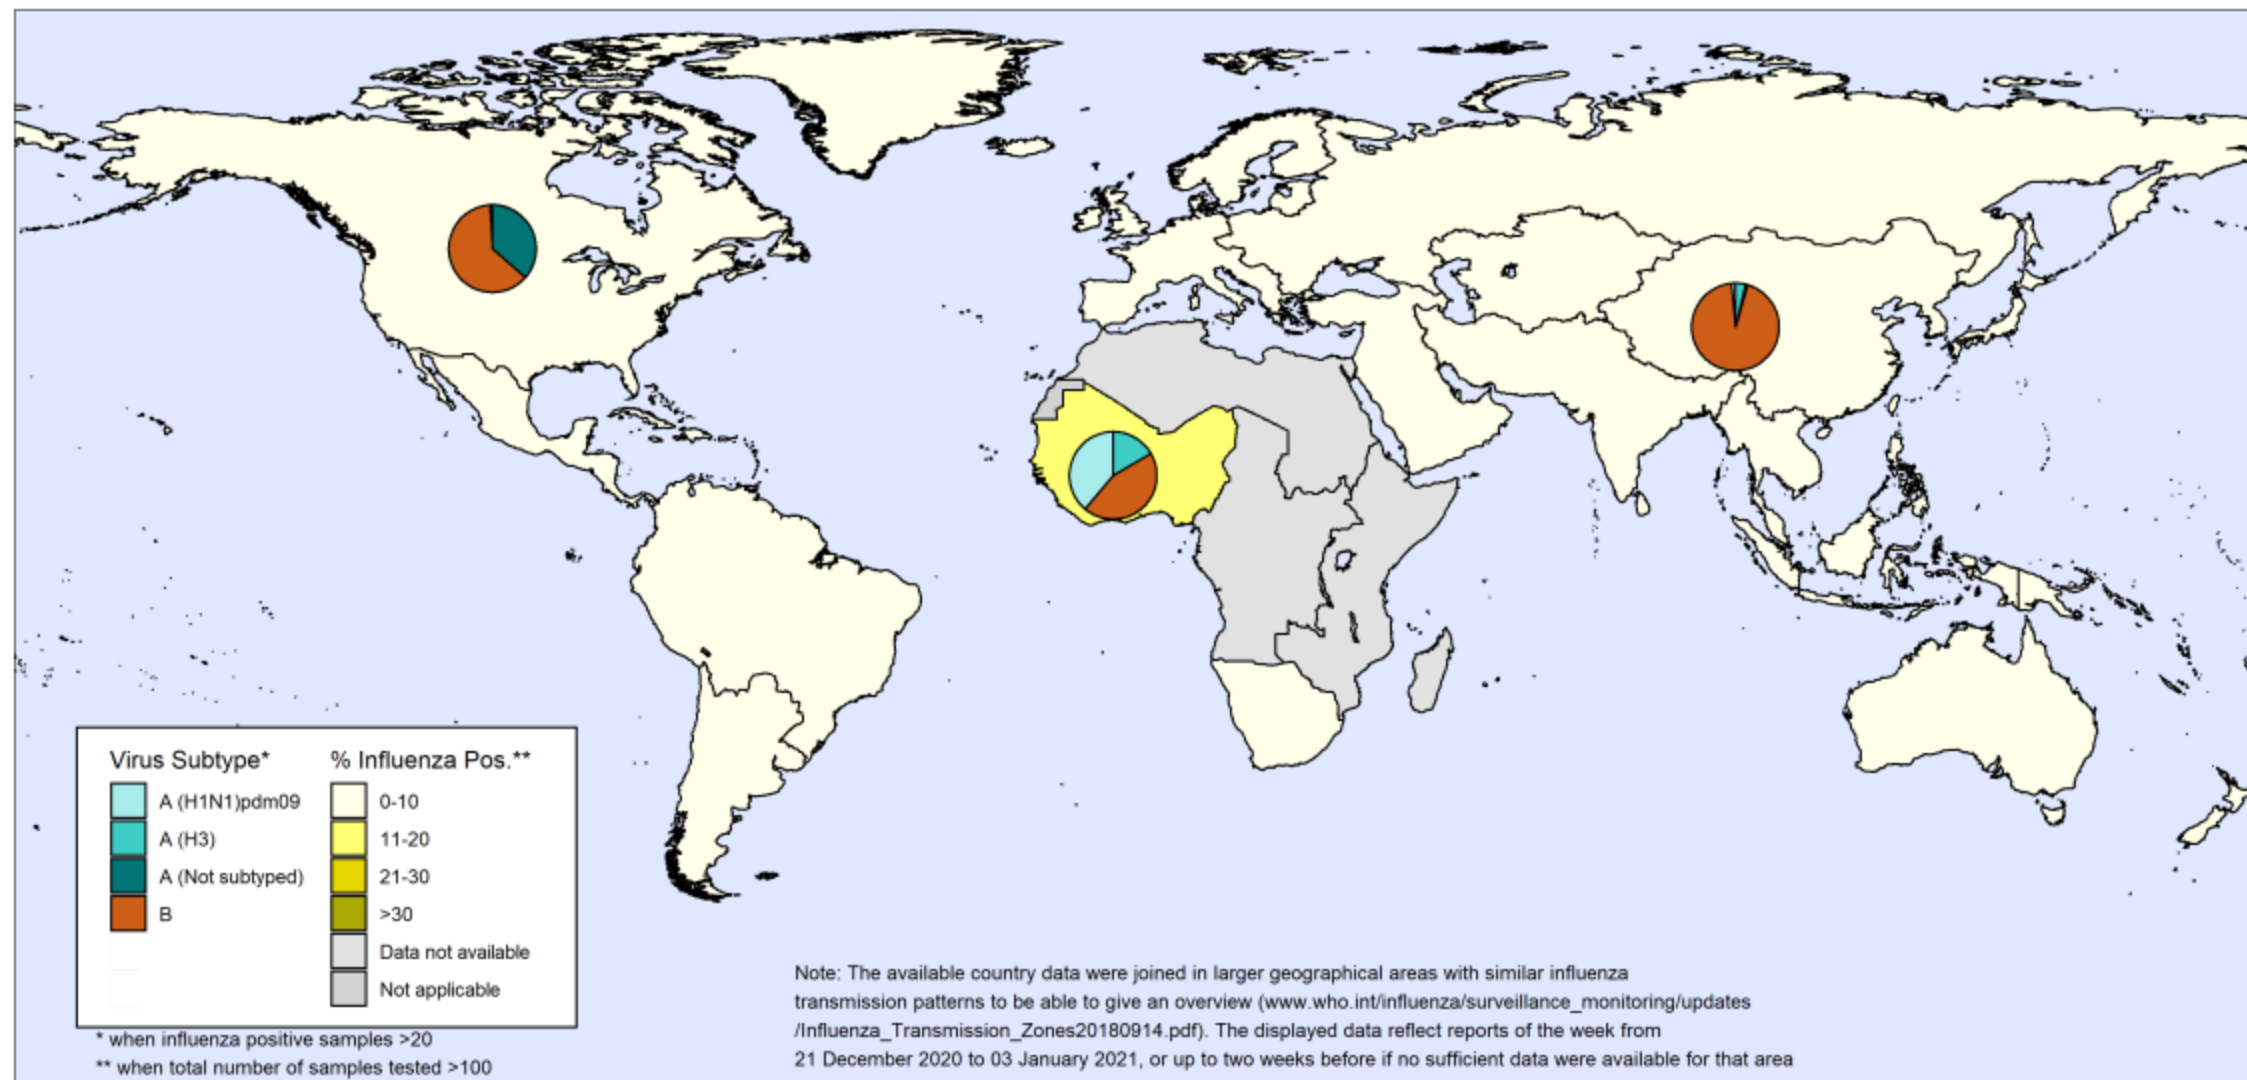 Virus Subtype*
A (H1N1)pdm09
A (H3)
A (Not subtyped)
B
% Influenza Pos.**
0-10
11-20
21-30
>30
Data not available
Not applicable
* when influenza positive samples >20
** when total number of samples tested >100
Note: The available country data were joined in larger geographical areas with similar influenza
transmission patterns to be able to give an overview (www.who.int/influenza/surveillance_monitoring/updates
/Influenza_Transmission_Zones20180914.pdf). The displayed data reflect reports of the week from
21 December 2020 to 03 January 2021, or up to two weeks before if no sufficient data were available for that area